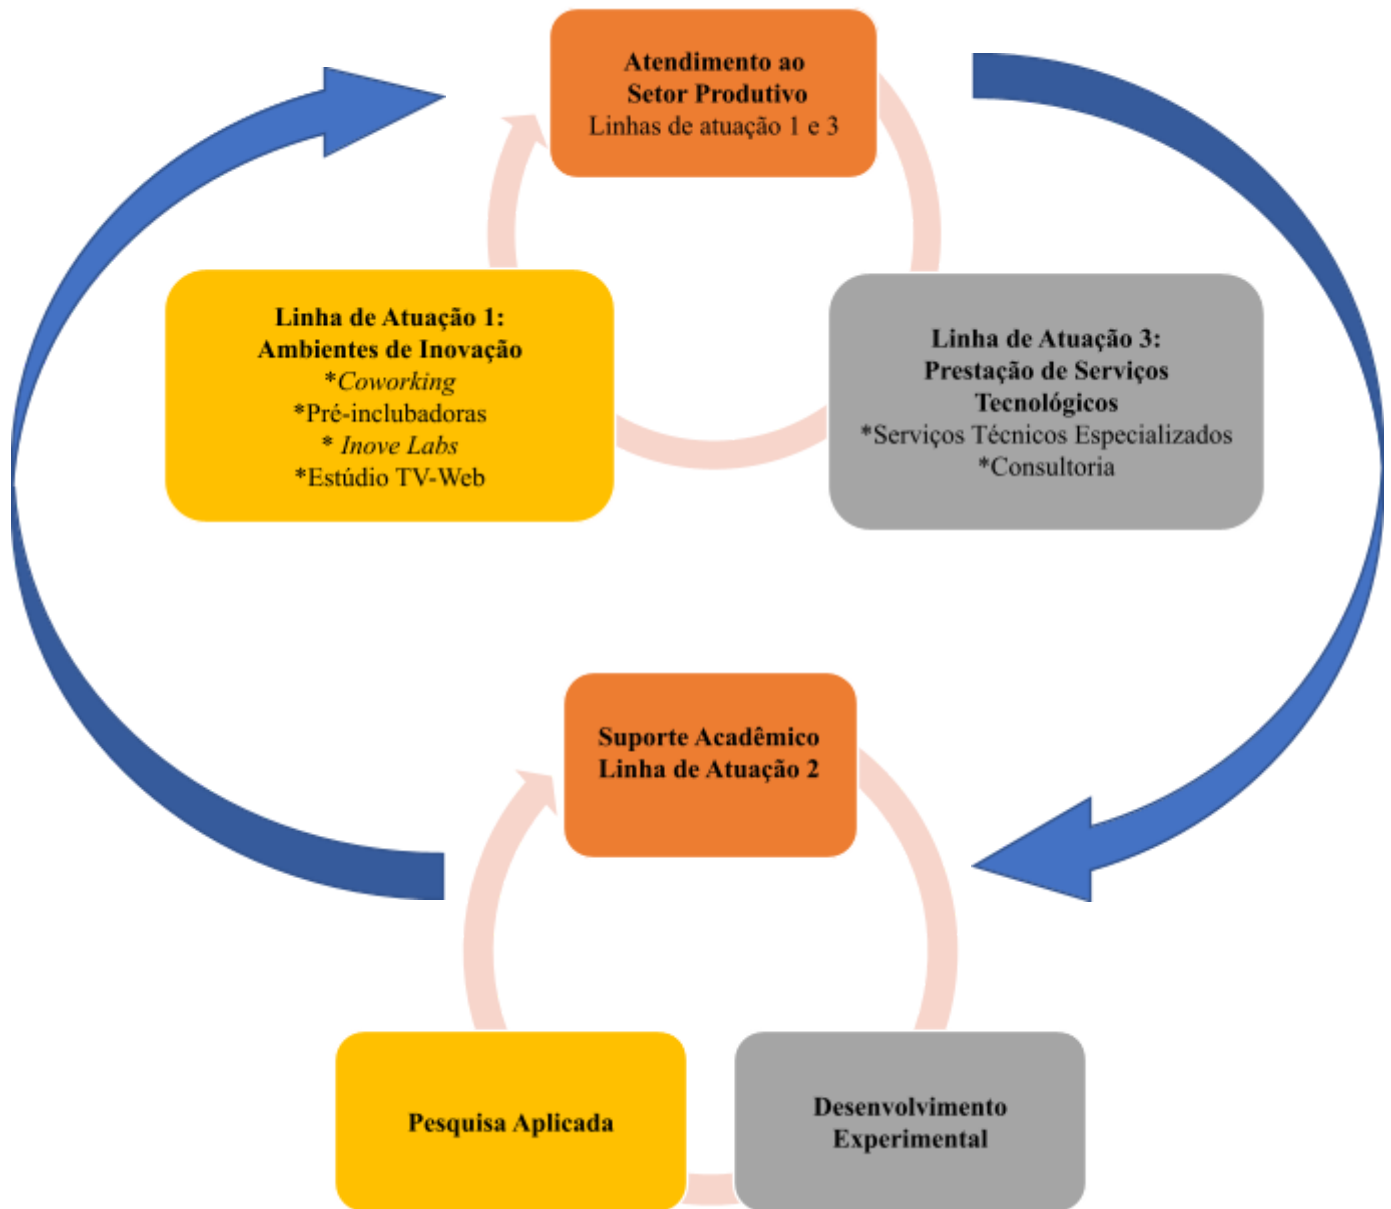 Atendimento ao
Setor Produtivo
Linhas de atuação 1 e 3
Linha de Atuação 1:
Ambientes de Inovação
*Coworking
*Pré-inclubadoras
* Inove Labs
*Estúdio TV-Web
Linha de Atuação 3:
Prestação de Serviços
Tecnológicos
*Serviços Técnicos Especializados
*Consultoria
Suporte Acadêmico
Linha de Atuação 2
Pesquisa Aplicada
Desenvolvimento
Experimental